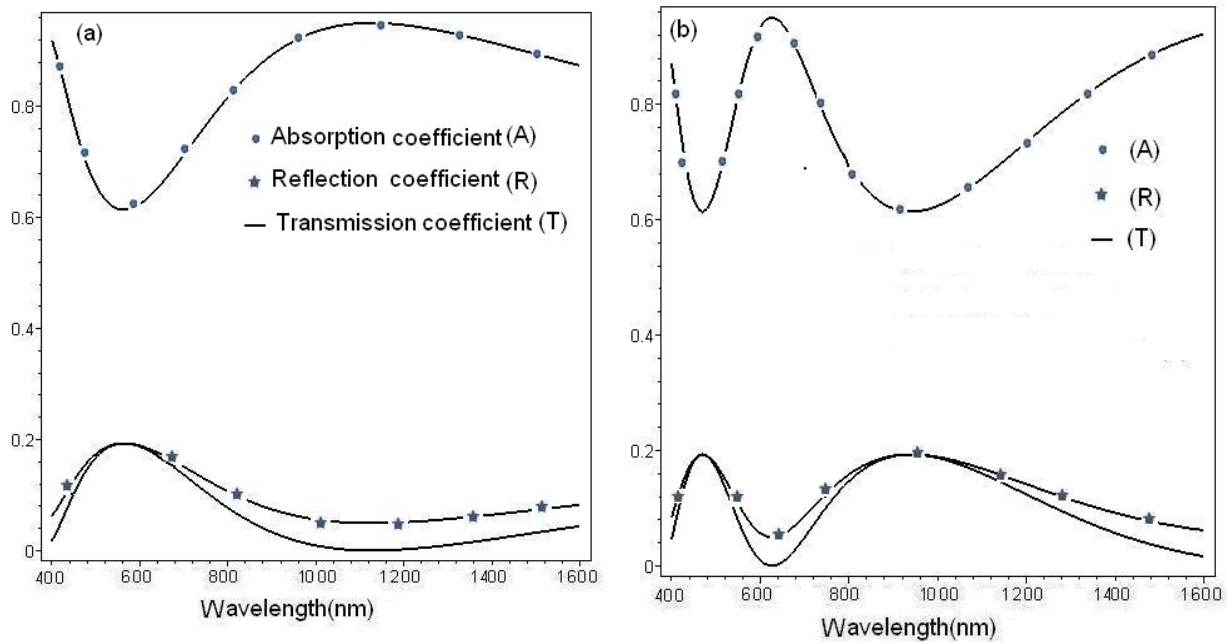 (a)
Absorption coefficient (A)
Reflection coefficient (R)
Transmission coefficient (T)
0.8
0.6
0.4
0.2
0
400 600 800 1000 1200 1400 1600
Wavelength(nm)
(b)
(A)
(R)
(T)
0.8
0.6
0.4
0.2
0
400 600 800 1000 1200 1400 1600
Wavelength(nm)